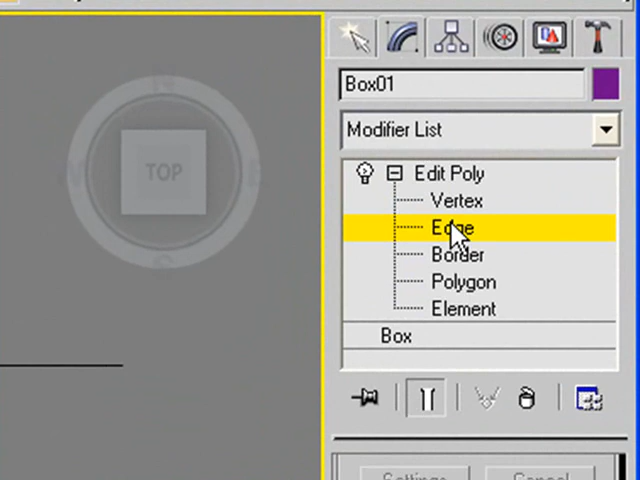 Box01
Modifier List
TOP
Edit Poly
Vertex
Edge
Border
Polygon
Element
Box
Settings
Cancel